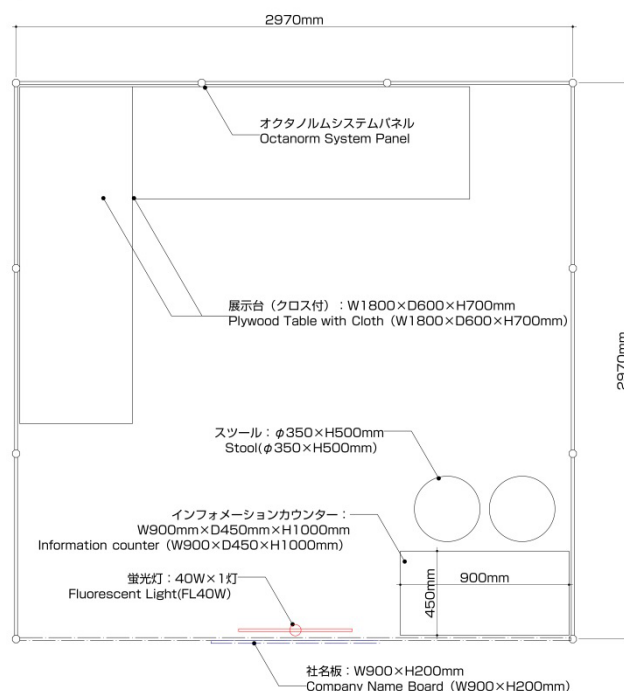 2970mm
オクタノルムシステムパネル
Octanorm System Panel
展示台（クロス付）：W1800×D600×H700mm
Plywood Table with Cloth（W1800×D600×H700mm）
2970mm
スツール：φ350×H500mm
Stool(φ350×H500mm）
インフォメーションカウンター：
W900mm×D450mm×H1000mm
Information counter（W900×D450×H1000mm）
450mm
900mm
蛍光灯：40W×1灯
Fluorescent Light(FL40W)
社名板：W900×H200mm
Company Name Board（W900×H200mm）